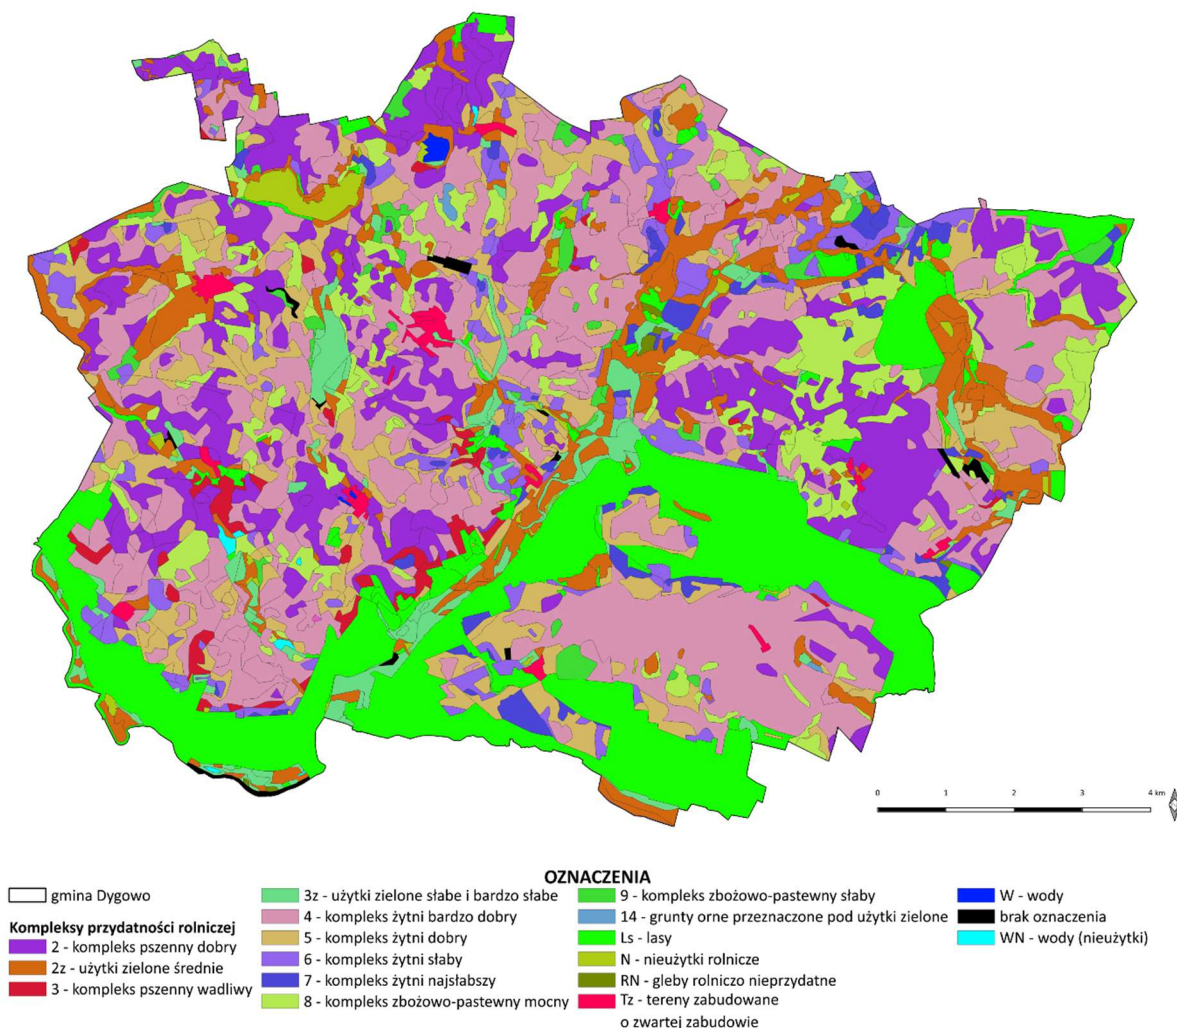 0 1 2 3 4 km
OZNACZENIA
gmina Dygowo
Kompleksy przydatności rolniczej
2 - kompleks pszenny dobry
2z - użytki zielone średnie
3 - kompleks pszenny wadliwy
3z - użytki zielone słabe i bardzo słabe
4 - kompleks żytni bardzo dobry
5 - kompleks żytni dobry
6 - kompleks żytni słaby
7 - kompleks żytni najsłabszy
8 - kompleks zbożowo-pastewny mocny
9 - kompleks zbożowo-pastewny słaby
14 - grunty orne przeznaczone pod użytki zielone
Ls - lasy
N - nieużytki rolnicze
RN - gleby rolniczo nieprzydatne
Tz - tereny zabudowane
o zwartej zabudowie
W - wody
brak oznaczenia
WN - wody (nieużytki)